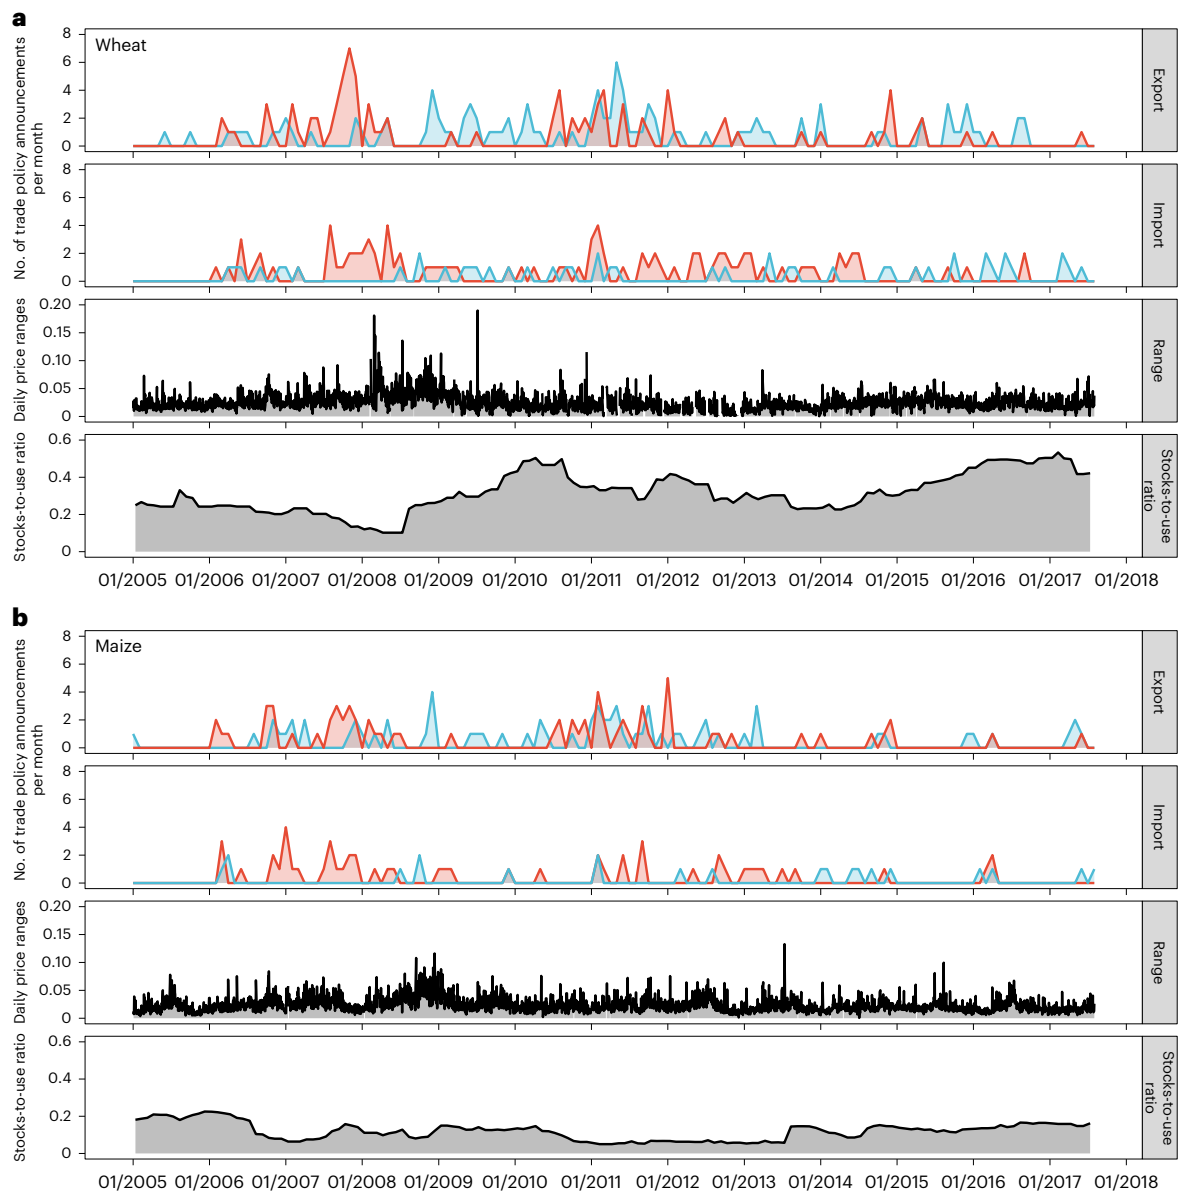 a
No. of trade policy announcements
per month
8
6
4
2
0
Wheat
Export
8
6
4
2
0
Import
Daily price ranges
0.20
0.15
0.10
0.05
0
Range
Stocks-to-use ratio
0.6
0.4
0.2
0
Stocks-to-use
ratio
01/2005 01/2006 01/2007 01/2008 01/2009 01/2010 01/2011 01/2012 01/2013 01/2014 01/2015 01/2016 01/2017 01/2018
b
No. of trade policy announcements
per month
8
6
4
2
0
Maize
Export
8
6
4
2
0
Import
Daily price ranges
0.20
0.15
0.10
0.05
0
Range
Stocks-to-use ratio
0.6
0.4
0.2
0
Stocks-to-use
ratio
01/2005 01/2006 01/2007 01/2008 01/2009 01/2010 01/2011 01/2012 01/2013 01/2014 01/2015 01/2016 01/2017 01/2018